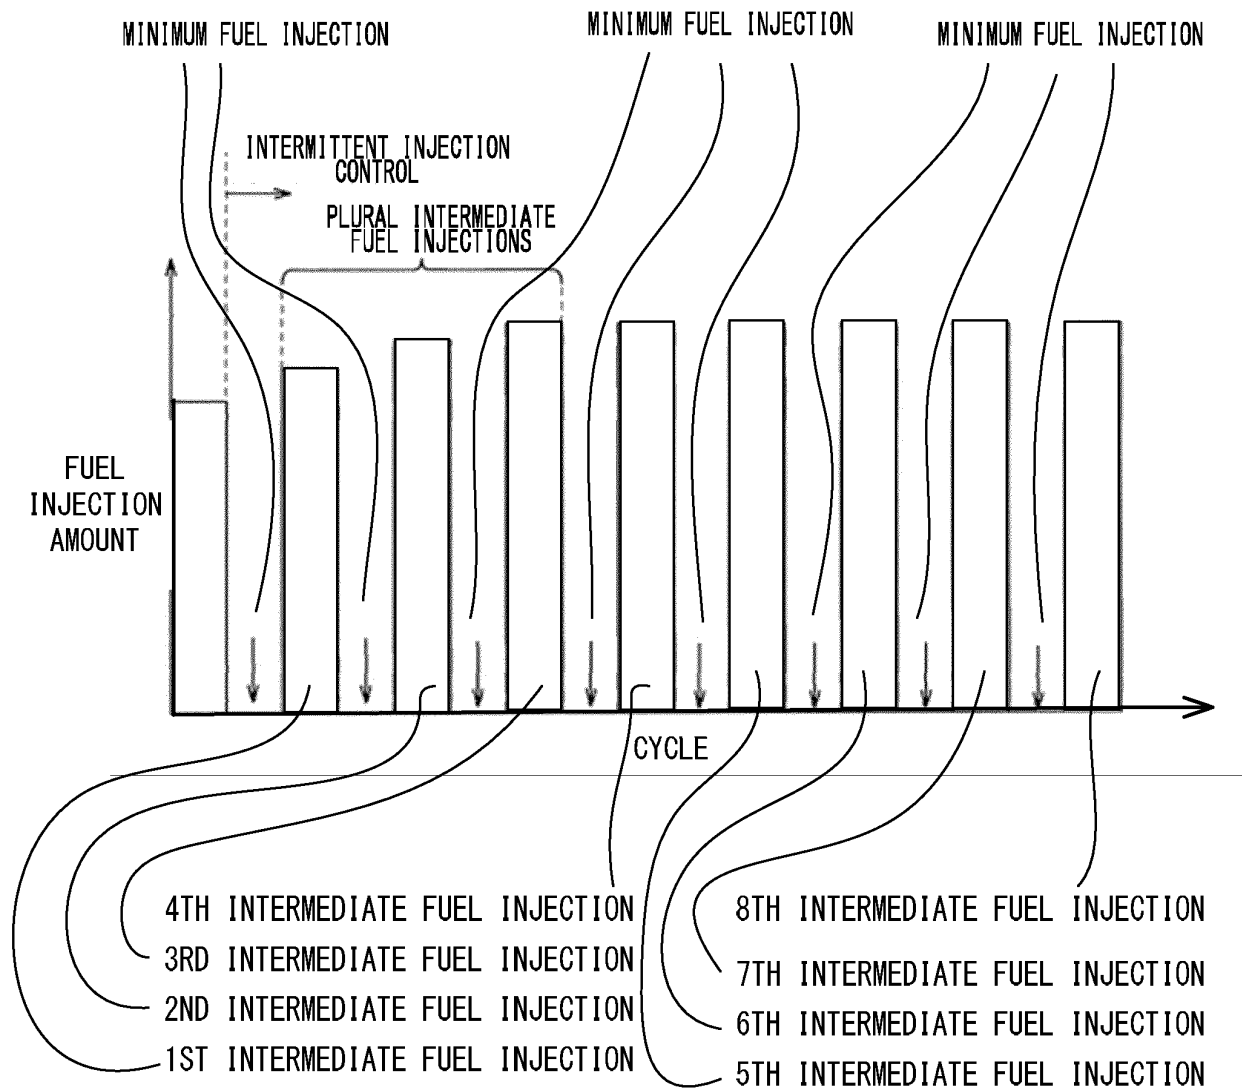 MINIMUM FUEL INJECTION
MINIMUM FUEL INJECTION
MINIMUM FUEL INJECTION
INTERMITTENT INJECTION
CONTROL
PLURAL INTERMEDIATE
FUEL INJECTIONS
FUEL
INJECTION
AMOUNT
CYCLE
4TH INTERMEDIATE FUEL INJECTION
3RD INTERMEDIATE FUEL INJECTION
2ND INTERMEDIATE FUEL INJECTION
1ST INTERMEDIATE FUEL INJECTION
8TH INTERMEDIATE FUEL INJECTION
7TH INTERMEDIATE FUEL INJECTION
6TH INTERMEDIATE FUEL INJECTION
5TH INTERMEDIATE FUEL INJECTION